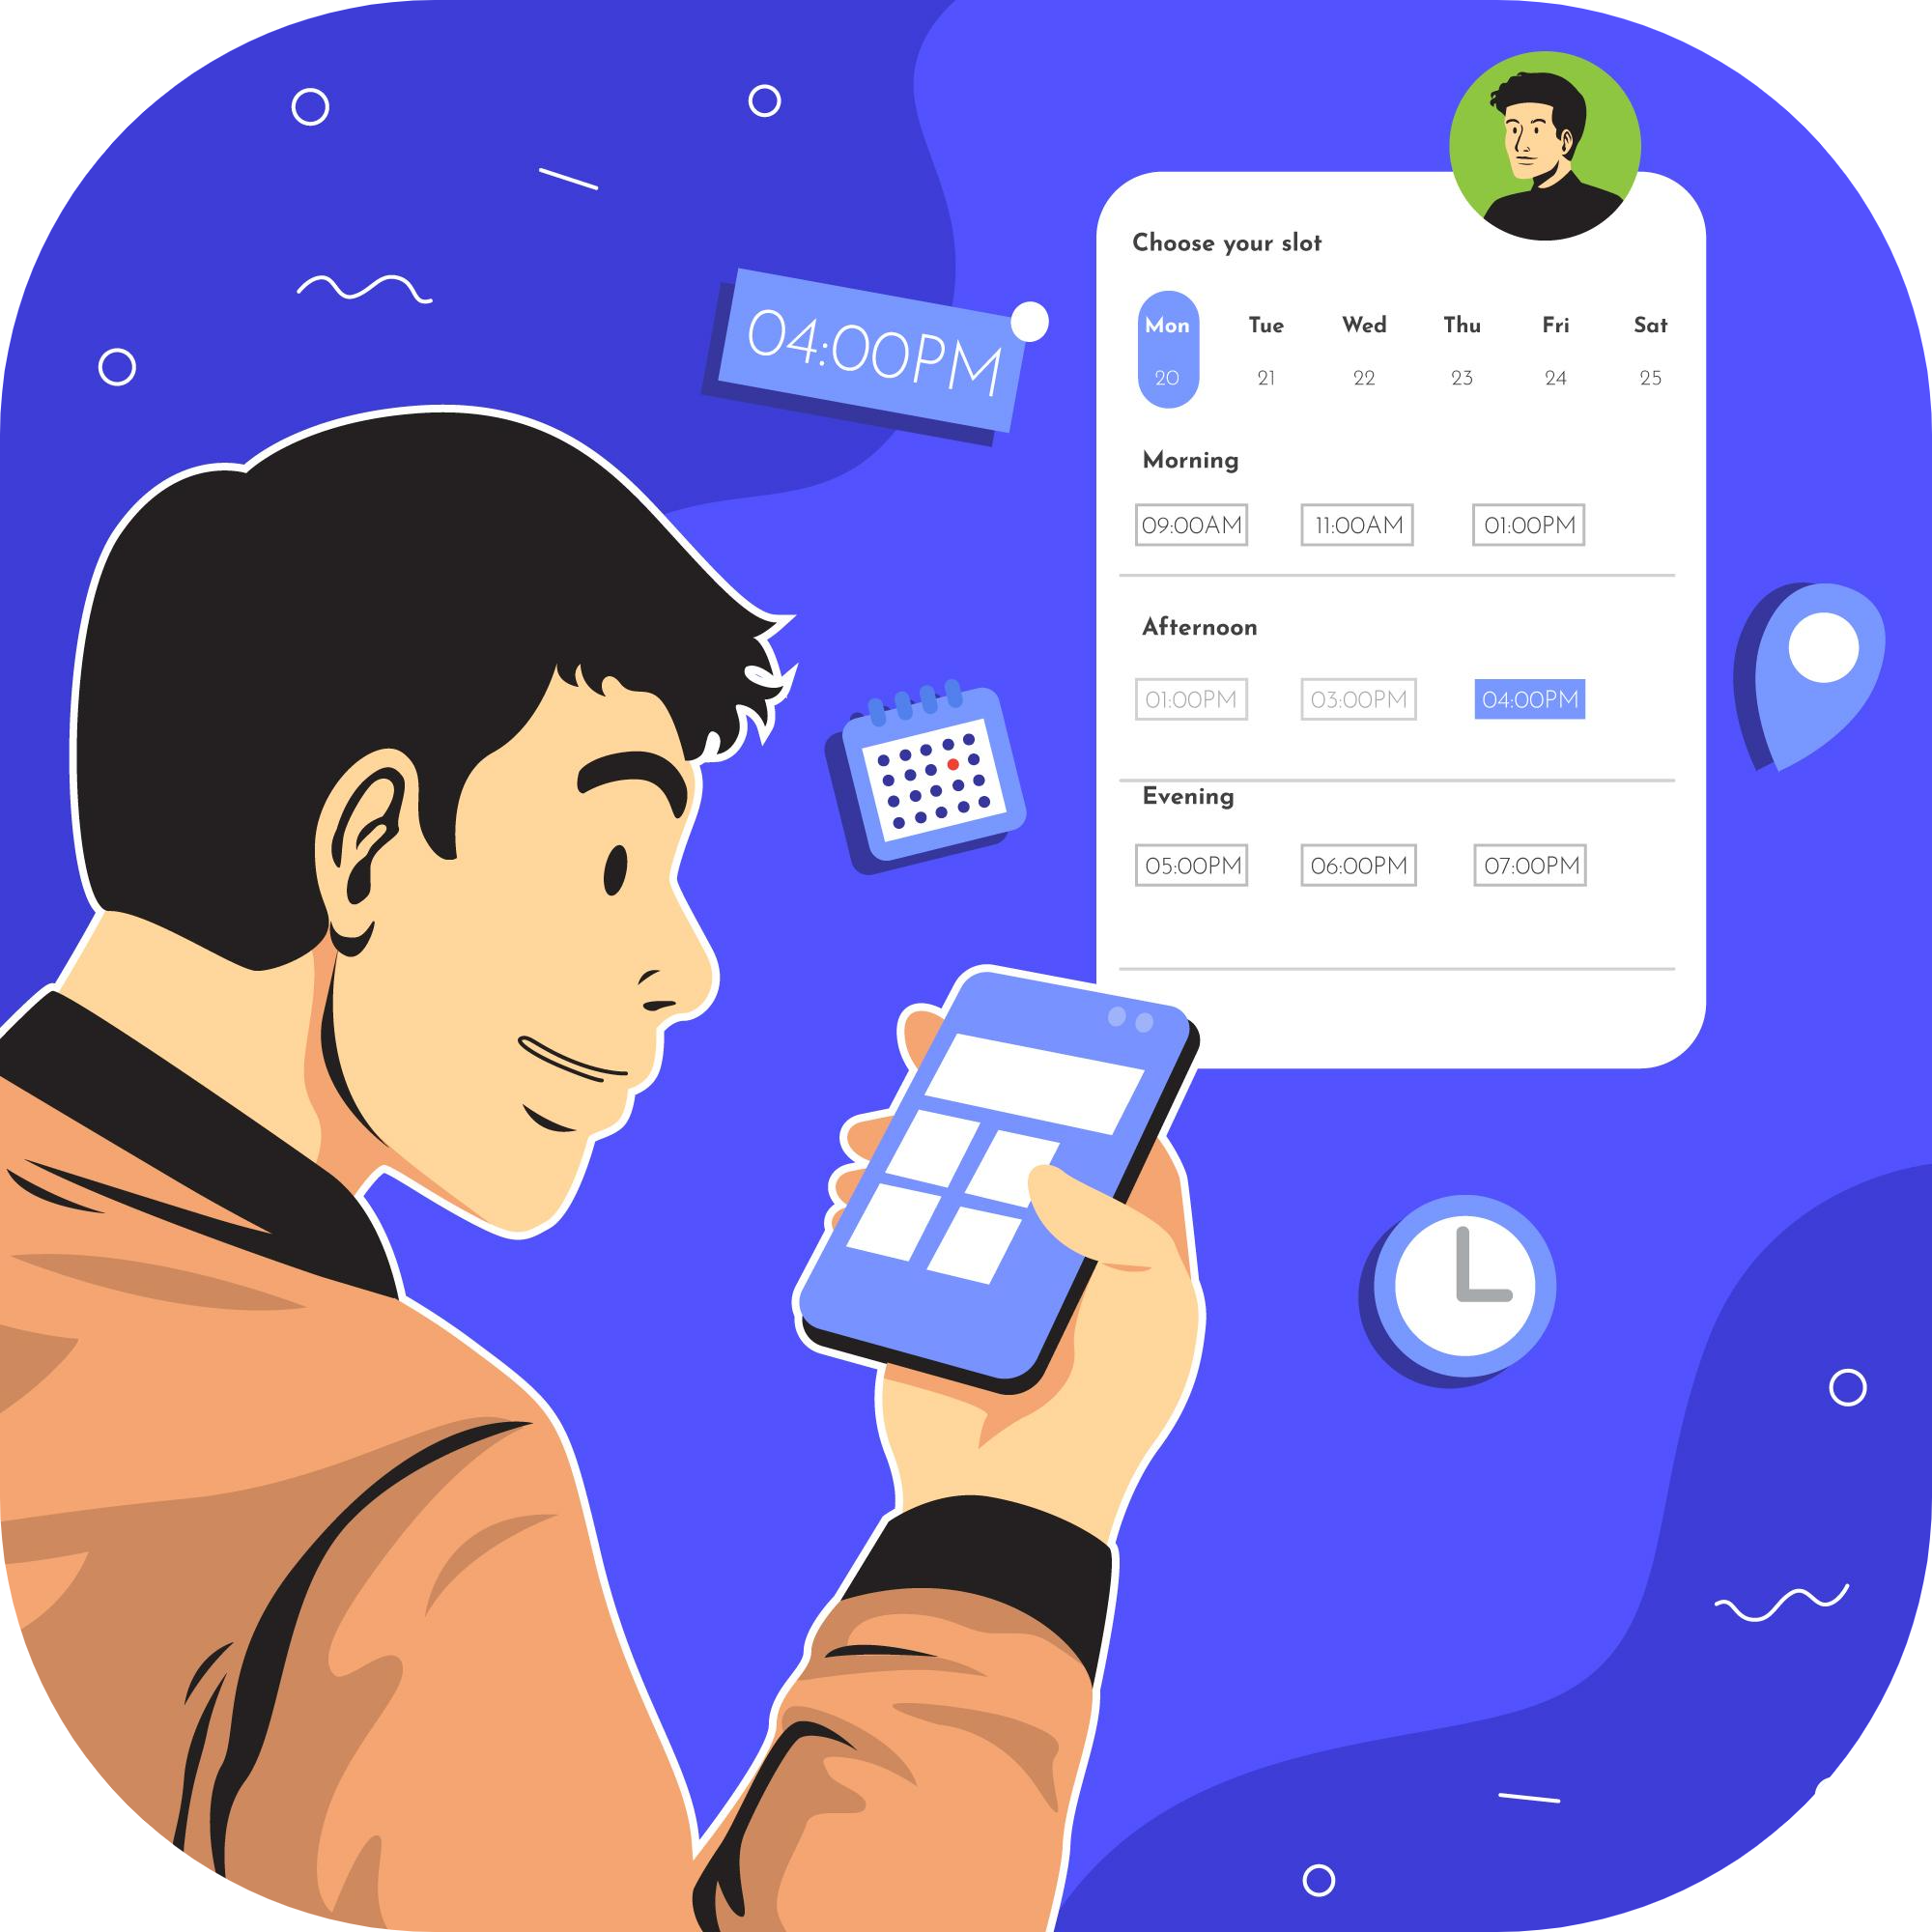 04:00PM
Choose your slot
Mon Tue Wed Thu Fri Sat
20 21 22 23 24 25
Morning
09:00AM 11:00AM 01:00PM
Afternoon
01:00PM 03:00PM 04:00PM
Evening
05:00PM 06:00PM 07:00PM